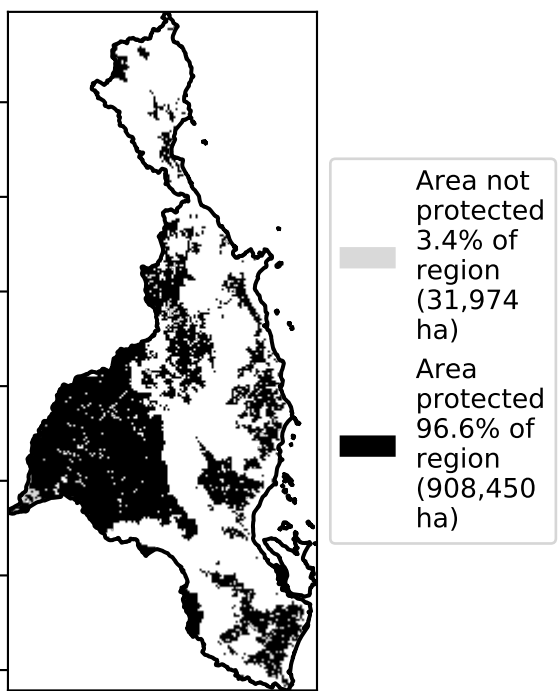 Area not
protected
3.4% of
region
(31,974
ha)
Area
protected
96.6% of
region
(908,450
ha)